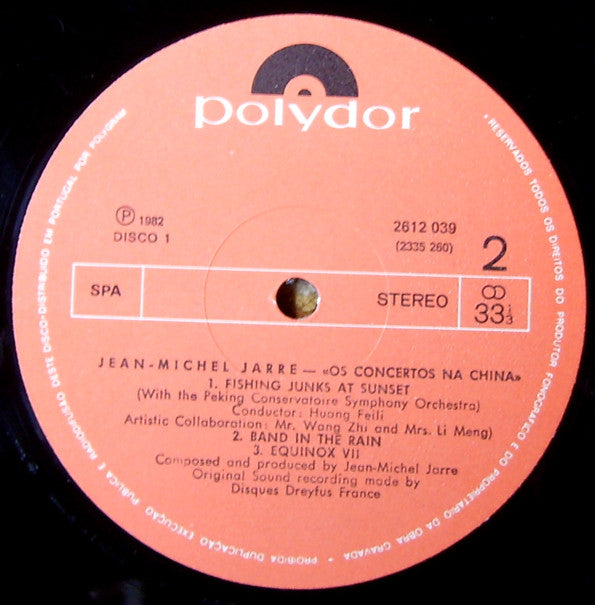 polydor
Ⓟ 1982
DISCO 1
2612 039
(2335 260)
2
SPA
STEREO
33 1/3
JEAN-MICHEL JARRE — «OS CONCERTOS NA CHINA»
1. FISHING JUNKS AT SUNSET
(With the Peking Conservatoire Symphony Orchestra)
Conductor: Huang Feili
Artistic Collaboration: Mr. Wang Zhi and Mrs. Li Meng)
2. BAND IN THE RAIN
3. EQUINOX VII
Composed and produced by Jean-Michel Jarre
Original Sound recording made by
Disques Dreyfus France
• RESERVADOS TODOS OS DIREITOS DO PRODUTOR FONOGRÁFICO E DO PROPRIETÁRIO DA OBRA GRAVADA • PROIBIDA DUPLICAÇÃO EXECUÇÃO PÚBLICA E RADIODIFUSÃO DESTE DISCO-DISTRIBUIDO EM PORTUGAL POR POLYGRAM